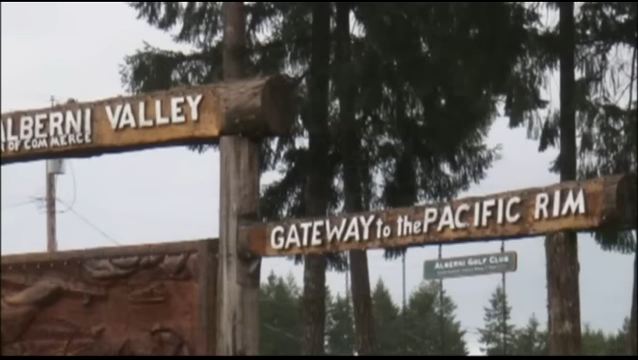 ALBERNI VALLEY
OF COMMERCE
GATEWAY to the PACIFIC RIM
ALBERNI GOLF CLUB